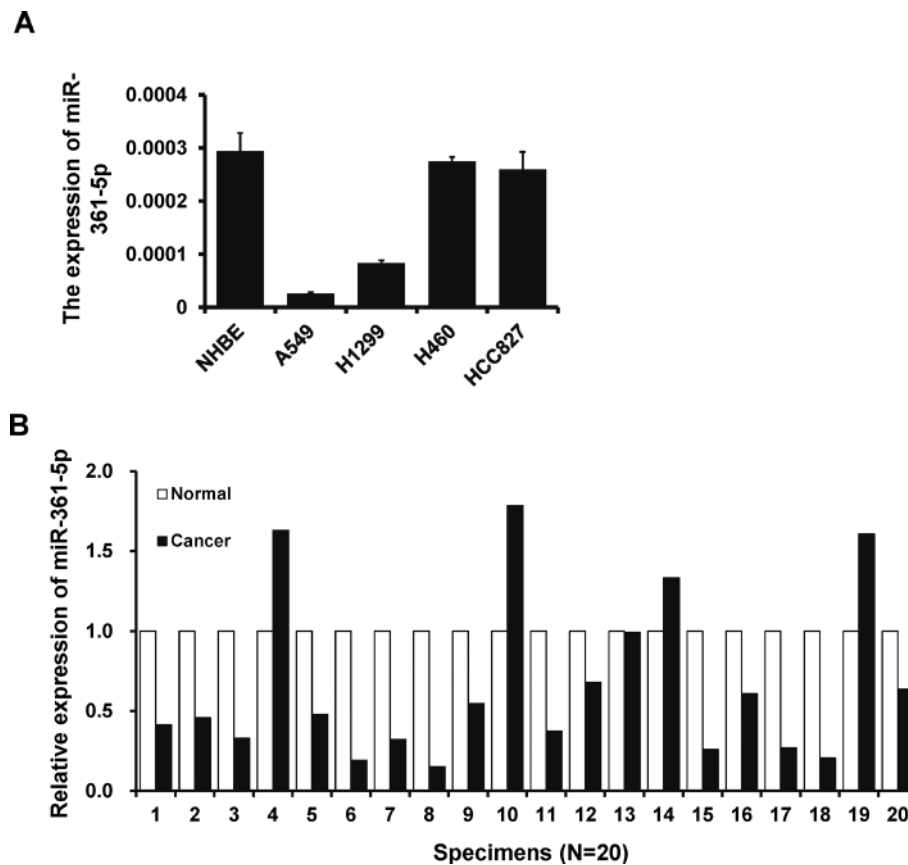 A
The expression of miR-
361-5p
0.0004
0.0003
0.0002
0.0001
0
NHBE
A549
H1299
H460
HCC827
B
Relative expression of miR-361-5p
2.0
1.5
1.0
0.5
0.0
Normal
Cancer
1 2 3 4 5 6 7 8 9 10 11 12 13 14 15 16 17 18 19 20
Specimens (N=20)